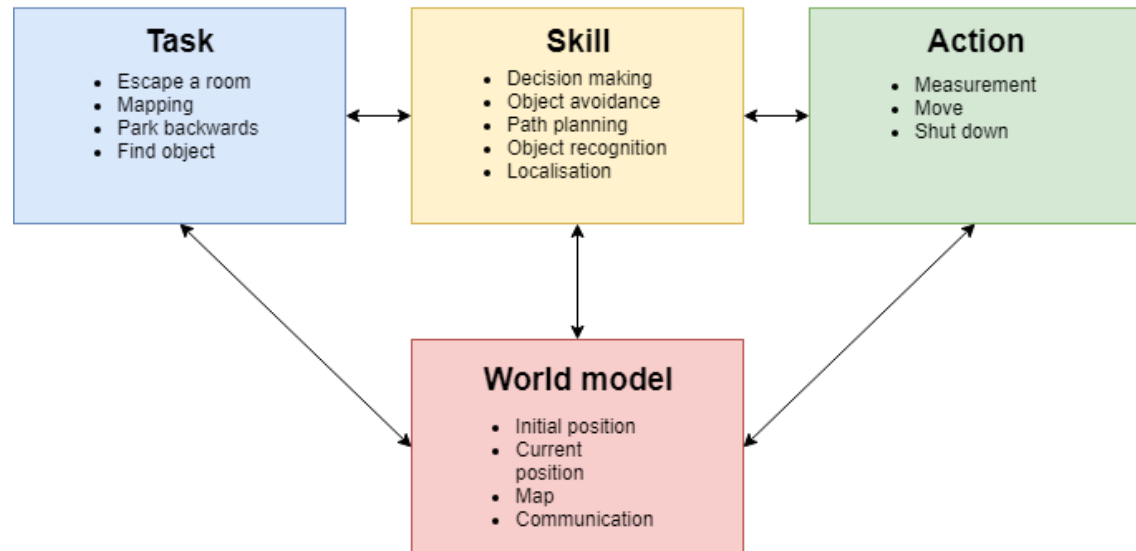 Task
Escape a room
Mapping
Park backwards
Find object
Skill
Decision making
Object avoidance
Path planning
Object recognition
Localisation
Action
Measurement
Move
Shut down
World model
Initial position
Current
position
Map
Communication